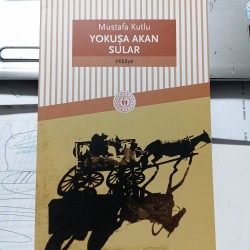 Mustafa Kutlu
YOKUŞA AKAN
SULAR
Hikâye